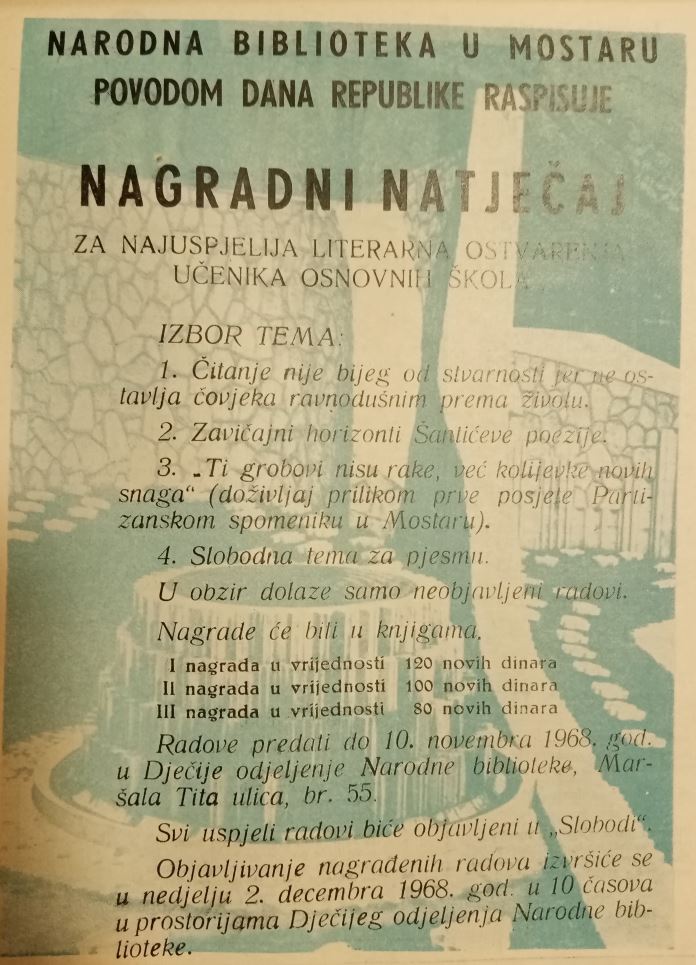 NARODNA BIBLIOTEKA U MOSTARU
POVODOM DANA REPUBLIKE RASPISUJE
NAGRADNI NATJEČAJ
ZA NAJUSPJELIJA LITERARNA OSTVARENJA
UČENIKA OSNOVNIH ŠKOLA
IZBOR TEMA:
1. Čitanje nije bijeg od stvarnosti jer ne os-
tavlja čovjeka ravnodušnim prema životu.
2. Zavičajni horizonti Šantićeve poezije.
3. „Ti grobovi nisu rake, već kolijevke novih
snaga“ (doživljaj prilikom prve posjete Parti-
zanskom spomeniku u Mostaru).
4. Slobodna tema za pjesmu.
U obzir dolaze samo neobjavljeni radovi.
Nagrade će biti u knjigama.
I nagrada u vrijednosti 120 novih dinara
II nagrada u vrijednosti 100 novih dinara
III nagrada u vrijednosti 80 novih dinara
Radove predati do 10. novembra 1968. god.
u Dječije odjeljenje Narodne biblioteke, Mar-
šala Tita ulica, br. 55.
Svi uspjeli radovi biće objavljeni u „Slobodi“.
Objavljivanje nagrađenih radova izvršiće se
u nedjelju 2. decembra 1968. god. u 10 časova
u prostorijama Dječijeg odjeljenja Narodne bib-
lioteke.